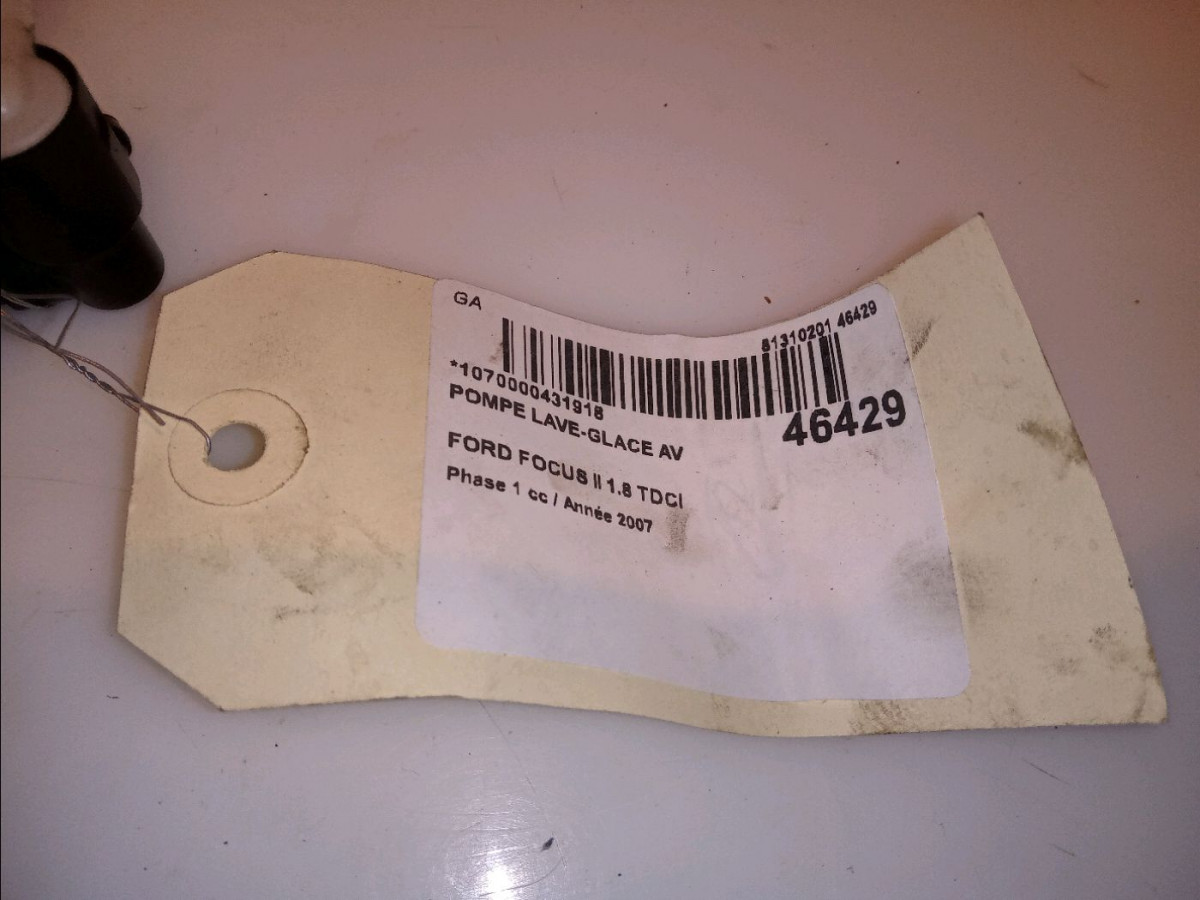 GA
81310201 46429
*1070000431918
46429
POMPE LAVE-GLACE AV
FORD FOCUS II 1.8 TDCI
Phase 1 cc / Année 2007